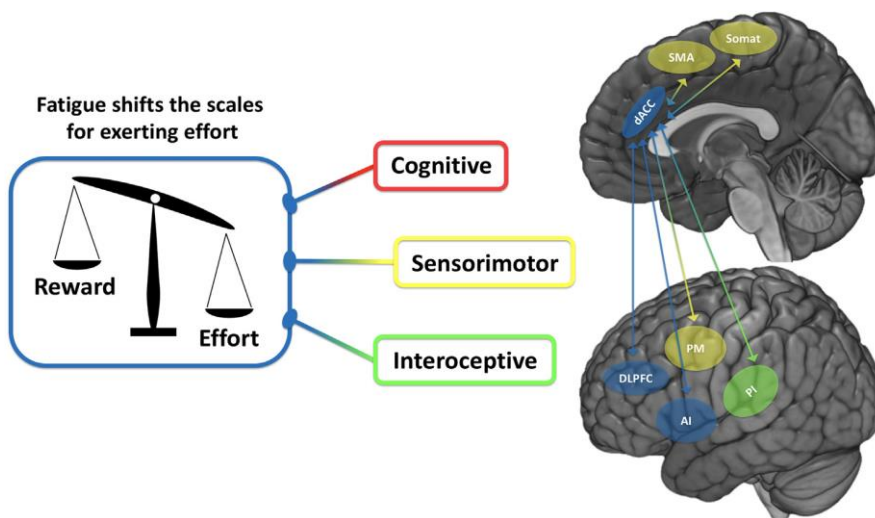 Fatigue shifts the scales
for exerting effort
Reward
Effort
Cognitive
Sensorimotor
Interoceptive
Somat
SMA
dACC
PM
DLPFC
AI
PI